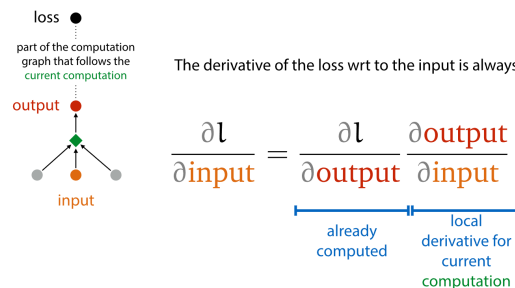 loss
part of the computation
graph that follows the
current computation
output
input
The derivative of the loss wrt to the input is always
∂l
∂input
=
∂l
∂output
∂output
∂input
already
computed
local
derivative for
current
computation